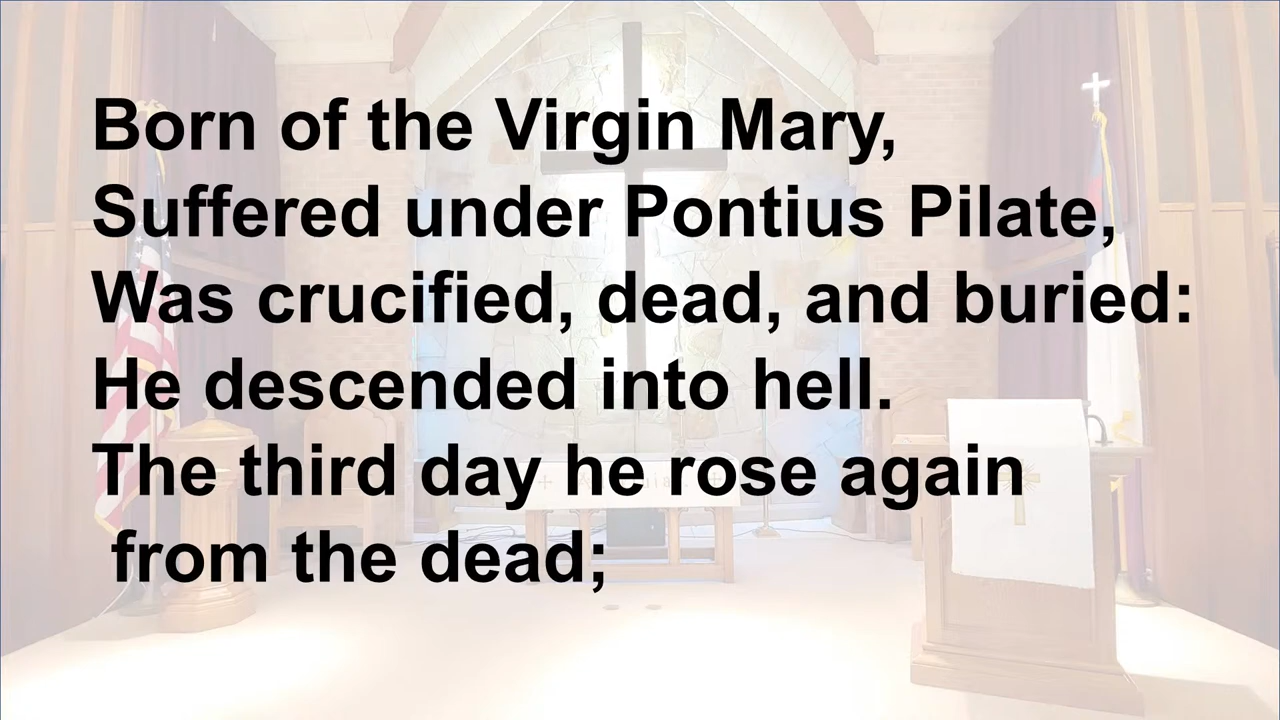 Born of the Virgin Mary,
Suffered under Pontius Pilate,
Was crucified, dead, and buried:
He descended into hell.
The third day he rose again
from the dead;